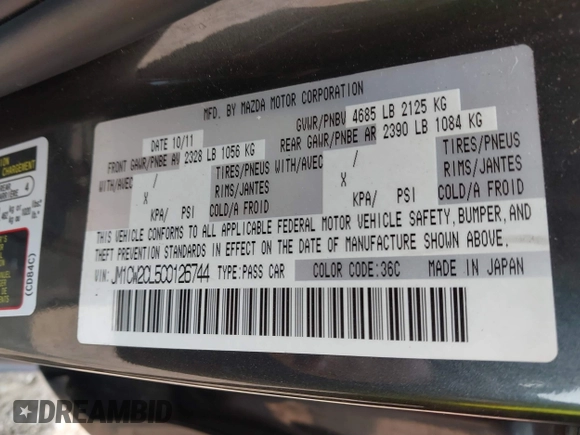 MFD. BY MAZDA MOTOR CORPORATION
DATE 10/11
GVWR/PNBV 4685 LB 2125 KG
FRONT GAWR/PNBE AV 2328 LB 1056 KG
REAR GAWR/PNBE AR 2390 LB 1084 KG
WITH/AVEC / TIRES/PNEUS
X RIMS/JANTES
KPA/ PSI COLD/A FROID
WITH/AVEC / TIRES/PNEUS
X RIMS/JANTES
KPA/ PSI COLD/A FROID
THIS VEHICLE CONFORMS TO ALL APPLICABLE FEDERAL MOTOR VEHICLE SAFETY, BUMPER, AND
THEFT PREVENTION STANDARDS IN EFFECT ON THE DATE OF MANUFACTURE SHOWN ABOVE.
VIN: JM1CW2CL5C0126744 TYPE: PASS CAR COLOR CODE: 36C MADE IN JAPAN
CHARGEMENT
REAR
4
(CD84C)
DREAMBID